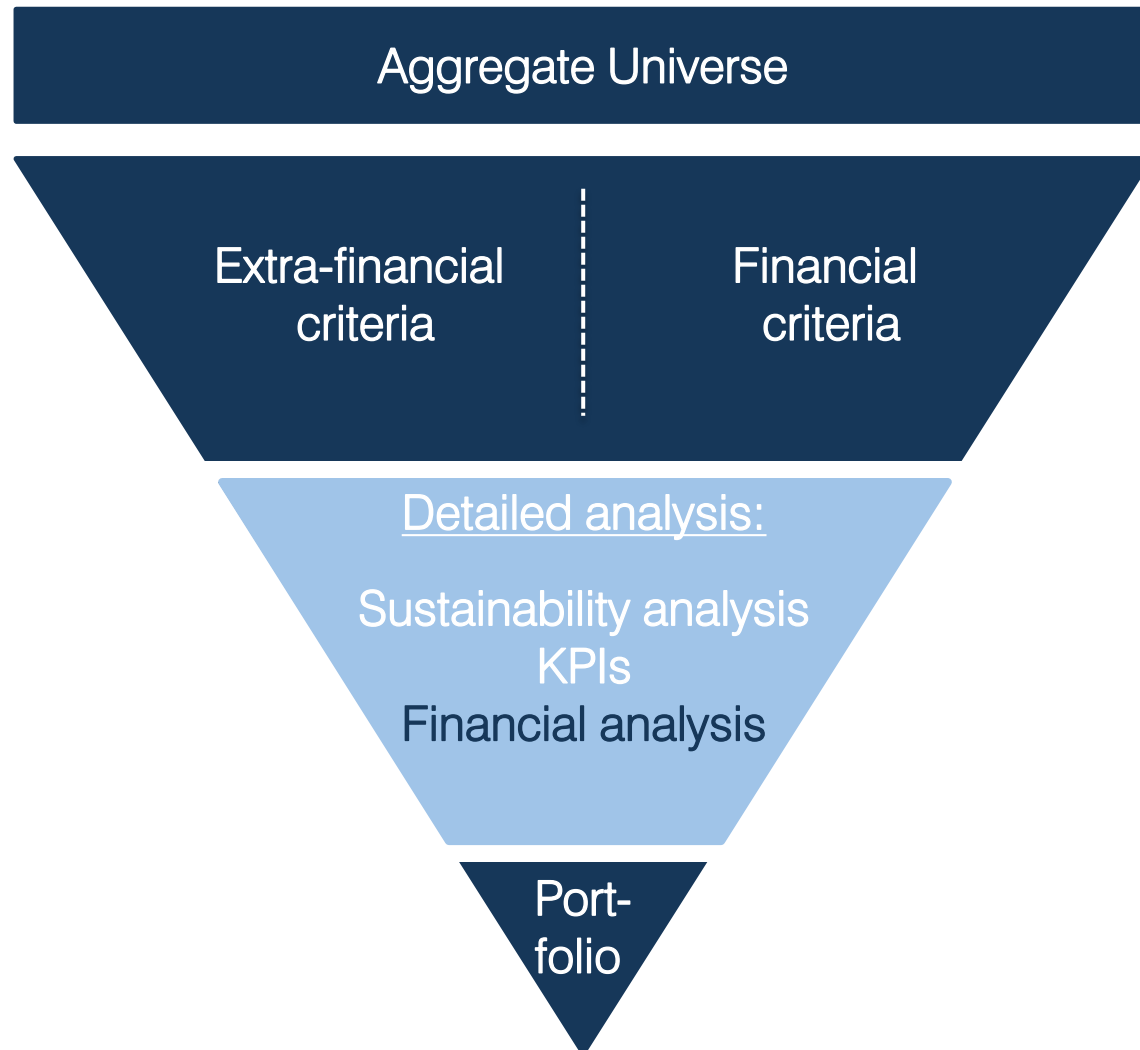 Aggregate Universe
Extra-financial
criteria
Financial
criteria
Detailed analysis:
Sustainability analysis
KPIs
Financial analysis
Port-
folio